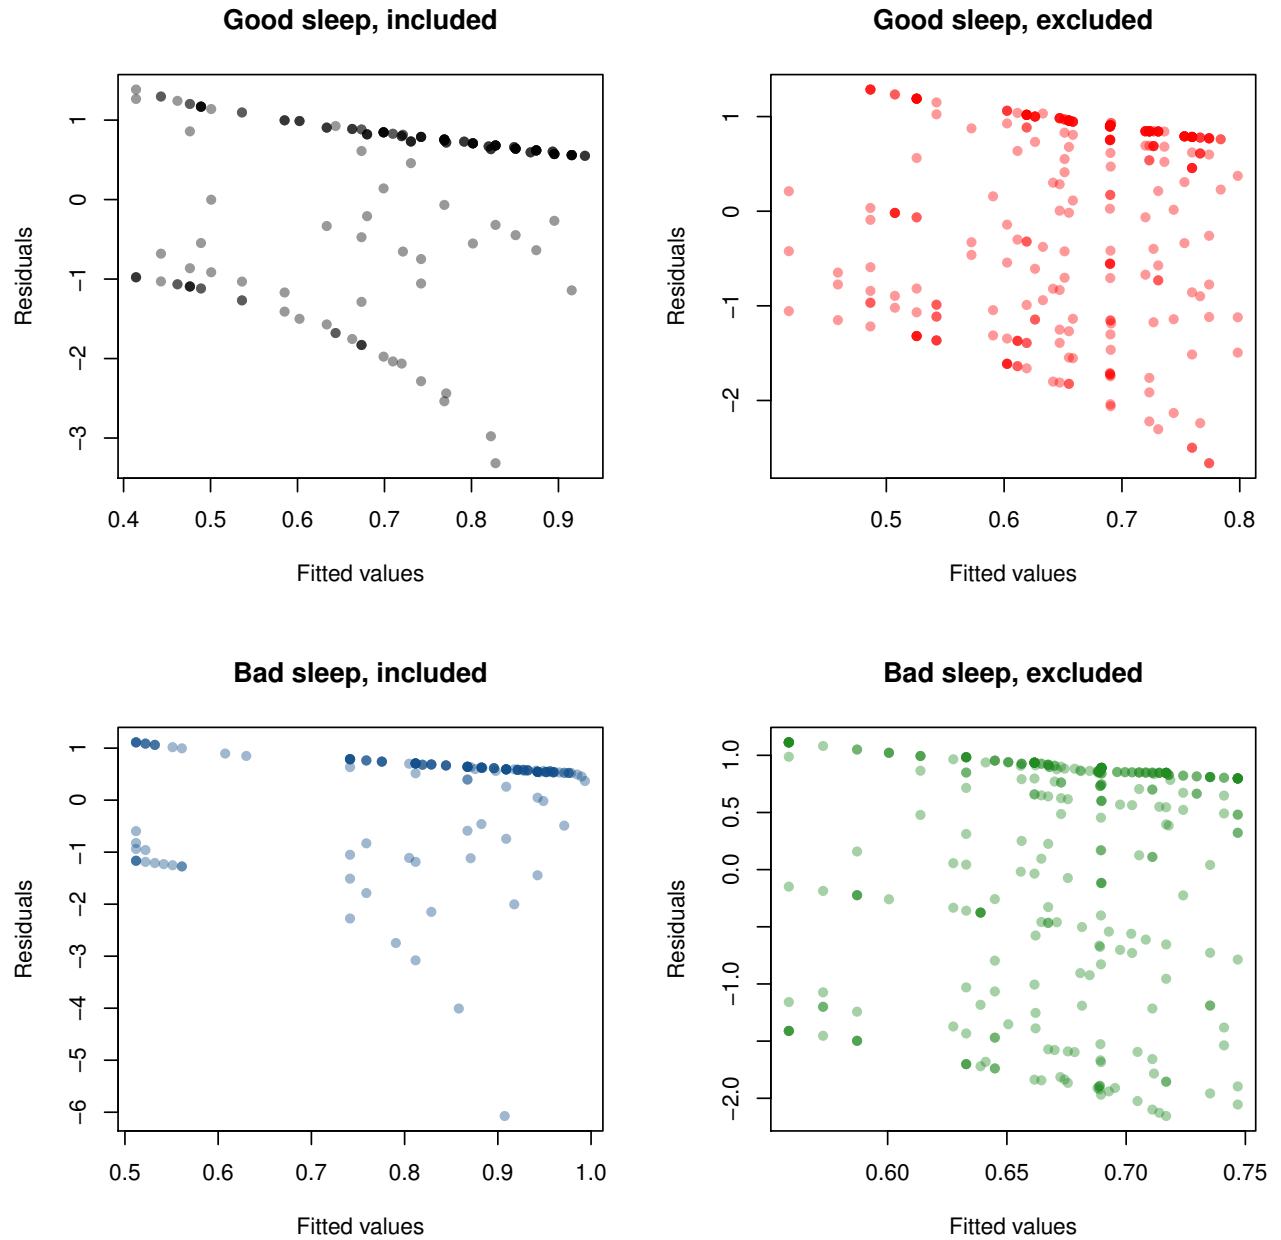 Good sleep, included
Residuals
1
0
−1
−2
−3
0.4 0.5 0.6 0.7 0.8 0.9
Fitted values
Good sleep, excluded
Residuals
1
0
−1
−2
0.5 0.6 0.7 0.8
Fitted values
Bad sleep, included
Residuals
1
0
−1
−2
−3
−4
−5
−6
0.5 0.6 0.7 0.8 0.9 1.0
Fitted values
Bad sleep, excluded
Residuals
1.0
0.5
0.0
−1.0
−2.0
0.60 0.65 0.70 0.75
Fitted values